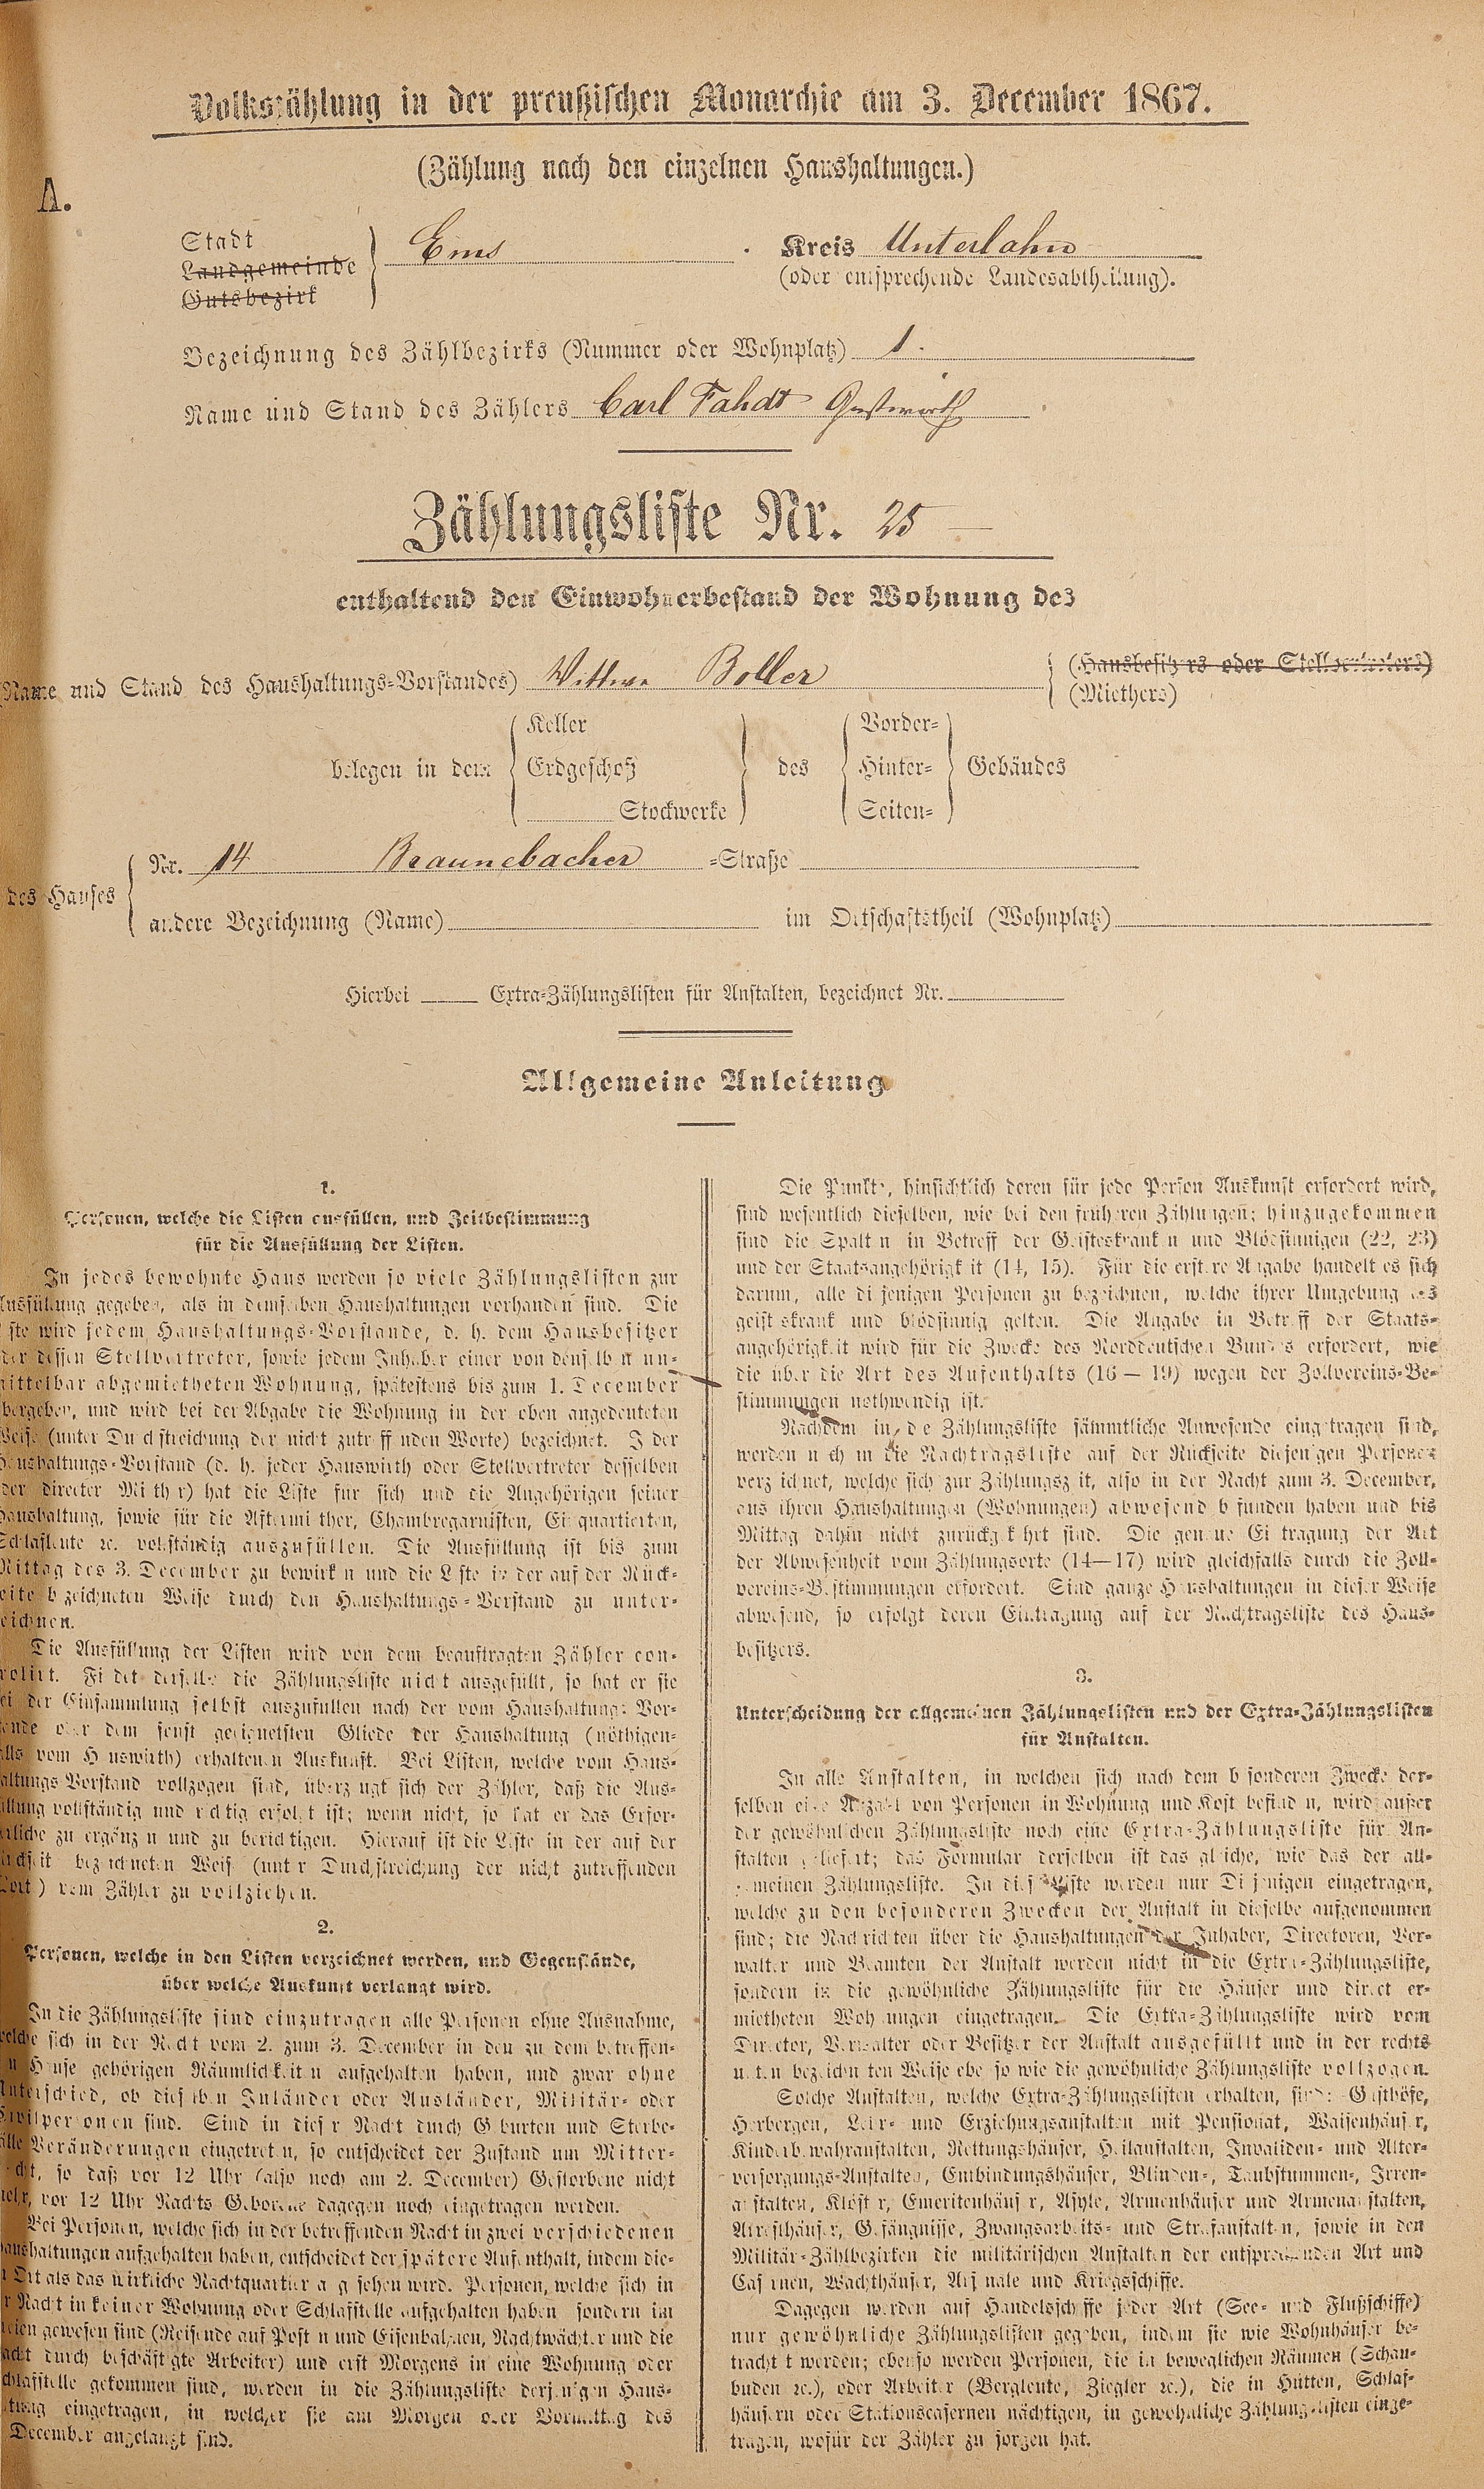 Volkszählung in der preußischen Monarchie am 3. December 1867.
(Zählung nach den einzelnen Haushaltungen.)
A.
Stadt
Landgemeinde
Gutsbezirk
Ems
Kreis Unterlahn
(oder entsprechende Landesabtheilung).
Bezeichnung des Zählbezirks (Nummer oder Wohnplatz) 1.
Name und Stand des Zählers Carl Fahdt Gastwirth
Zählungsliste Nr. 25
enthaltend den Einwohnerbestand der Wohnung des
(Name und Stand des Haushaltungs-Vorstandes) Wittwe Boller
(Hausbesitzers oder Stellvertreters)
(Miethers)
belegen in dem
Keller
Erdgeschoß
Stockwerke
des
Vorder-
Hinter-
Seiten-
Gebäudes
des Hauses
Nr. 14 Braunebacher -Straße
andere Bezeichnung (Name) im Ortschaftstheil (Wohnplatz)
Hierbei Extra-Zählungslisten für Anstalten, bezeichnet Nr.
Allgemeine Anleitung
1.
Personen, welche die Listen ausfüllen, und Zeitbestimmung
für die Ausfüllung der Listen.
In jedes bewohnte Haus werden so viele Zählungslisten zur
Ausfüllung gegeben, als in demselben Haushaltungen vorhanden sind. Die
Liste wird jedem Haushaltungs-Vorstande, d. h. dem Hausbesitzer
oder dessen Stellvertreter, sowie jedem Inhaber einer von denselben un-
mittelbar abgemietheten Wohnung, spätestens bis zum 1. December
übergeben, und wird bei der Abgabe die Wohnung in der oben angedeuteten
Weise (unter Durchstreichung der nicht zutreffenden Worte) bezeichnet. Jeder
Haushaltungs-Vorstand (d. h. jeder Hauswirth oder Stellvertreter desselben
oder directer Miether) hat die Liste für sich und die Angehörigen seiner
Haushaltung, sowie für die Aftermiether, Chambregarnisten, Einquartierten,
Schlafleute ꝛc. vollständig auszufüllen. Die Ausfüllung ist bis zum
Mittag des 3. December zu bewirken und die Liste in der auf der Rück-
seite bezeichneten Weise durch den Haushaltungs-Vorstand zu unter-
zeichnen.
Die Ausfüllung der Listen wird von dem beauftragten Zähler con-
trolirt. Findet derselbe die Zählungsliste nicht ausgefüllt, so hat er sie
bei der Einsammlung selbst auszufüllen nach der vom Haushaltungs-Vor-
stande oder dem sonst geeignetsten Gliede der Haushaltung (nöthigen-
falls vom Hauswirth) erhaltenen Auskunft. Bei Listen, welche vom Haus-
haltungs-Vorstand vollzogen sind, überzeugt sich der Zähler, daß die Aus-
füllung vollständig und richtig erfolgt ist; wenn nicht, so hat er das Erfor-
derliche zu ergänzen und zu berichtigen. Hierauf ist die Liste in der auf der
Rückseite bezeichneten Weise (unter Durchstreichung der nicht zutreffenden
Wort) vom Zähler zu vollziehen.
2.
Personen, welche in den Listen verzeichnet werden, und Gegenstände,
über welche Auskunft verlangt wird.
In die Zählungsliste sind einzutragen alle Personen ohne Ausnahme,
welche sich in der Nacht vom 2. zum 3. December in den zu dem betreffen-
den Hause gehörigen Räumlichkeiten aufgehalten haben, und zwar ohne
Unterschied, ob dieselben Inländer oder Ausländer, Militär- oder
Civilpersonen sind. Sind in dieser Nacht durch Geburten und Sterbe-
fälle Veränderungen eingetreten, so entscheidet der Zustand um Mitter-
nacht, so daß vor 12 Uhr (also noch am 2. December) Gestorbene nicht
mehr, vor 12 Uhr Nachts Geborene dagegen noch eingetragen werden.
Bei Personen, welche sich in der betreffenden Nacht in zwei verschiedenen
Haushaltungen aufgehalten haben, entscheidet der spätere Aufenthalt, indem die-
ser Ort als das wirkliche Nachtquartier angesehen wird. Personen, welche sich in
der Nacht in keiner Wohnung oder Schlafstelle aufgehalten haben sondern im
Freien gewesen sind (Reisende auf Posten und Eisenbahnen, Nachtwächter und die
Nacht durch beschäftigte Arbeiter) und erst Morgens in eine Wohnung oder
Schlafstelle gekommen sind, werden in die Zählungsliste derjenigen Haus-
haltung eingetragen, in welcher sie am Morgen oder Vormittag des
December angelangt sind.
Die Punkte, hinsichtlich deren für jede Person Auskunft erfordert wird,
sind wesentlich dieselben, wie bei den früheren Zählungen; hinzugekommen
sind die Spalten in Betreff der Geisteskranken und Blödsinnigen (22, 23)
und der Staatsangehörigkeit (14, 15). Für die erstere Angabe handelt es sich
darum, alle diejenigen Personen zu bezeichnen, welche ihrer Umgebung als
geisteskrank und blödsinnig gelten. Die Angabe in Betreff der Staats-
angehörigkeit wird für die Zwecke des Norddeutschen Bundes erfordert, wie
die über die Art des Aufenthalts (16 — 19) wegen der Zollvereins-Be-
stimmungen nothwendig ist.
Nachdem in die Zählungsliste sämmtliche Anwesende eingetragen sind,
werden noch in die Nachtragsliste auf der Rückseite diejenigen Personen
verzeichnet, welche sich zur Zählungszeit, also in der Nacht zum 3. December,
aus ihren Haushaltungen (Wohnungen) abwesend befunden haben und bis
Mittag dahin nicht zurückgekehrt sind. Die genaue Eintragung der Art
der Abwesenheit vom Zählungsorte (14—17) wird gleichfalls durch die Zoll-
vereins-Bestimmungen erfordert. Sind ganze Haushaltungen in dieser Weise
abwesend, so erfolgt deren Eintragung auf der Nachtragsliste des Haus-
besitzers.
3.
Unterscheidung der allgemeinen Zählungslisten und der Extra-Zählungslisten
für Anstalten.
In alle Anstalten, in welchen sich nach dem besonderen Zwecke der-
selben eine Anzahl von Personen in Wohnung und Kost befinden, wird außer
der gewöhnlichen Zählungsliste noch eine Extra-Zählungsliste für An-
stalten geliefert; das Formular derselben ist das gleiche, wie das der all-
gemeinen Zählungsliste. In diese Liste werden nur Diejenigen eingetragen,
welche zu den besonderen Zwecken der Anstalt in dieselbe aufgenommen
sind; die Nachrichten über die Haushaltungen der Inhaber, Directoren, Ver-
walter und Beamten der Anstalt werden nicht in die Extra-Zählungsliste,
sondern in die gewöhnliche Zählungsliste für die Häuser und direct er-
mietheten Wohnungen eingetragen. Die Extra-Zählungsliste wird vom
Director, Verwalter oder Besitzer der Anstalt ausgefüllt und in der rechts
unten bezeichneten Weise ebenso wie die gewöhnliche Zählungsliste vollzogen.
Solche Anstalten, welche Extra-Zählungslisten erhalten, sind: Gasthöfe,
Herbergen, Lehr- und Erziehungsanstalten mit Pensionat, Waisenhäuser,
Kinderbewahranstalten, Rettungshäuser, Heilanstalten, Invaliden- und Alter-
versorgungs-Anstalten, Entbindungshäuser, Blinden-, Taubstummen-, Irren-
anstalten, Klöster, Emeritenhäuser, Asyle, Armenhäuser und Armenanstalten,
Arresthäuser, Gefängnisse, Zwangsarbeits- und Strafanstalten, sowie in den
Militär-Zählbezirken die militärischen Anstalten der entsprechenden Art und
Casernen, Wachthäuser, Arsenale und Kriegsschiffe.
Dagegen werden auf Handelsschiffe jeder Art (See- und Flußschiffe)
nur gewöhnliche Zählungslisten gegeben, indem sie wie Wohnhäuser be-
trachtet werden; ebenso werden Personen, die in beweglichen Räumen (Schau-
buden ꝛc.), oder Arbeiter (Bergleute, Ziegler ꝛc.), die in Hütten, Schlaf-
häusern oder Stationscasernen nächtigen, in gewöhnliche Zählungslisten einge-
tragen, wofür der Zähler zu sorgen hat.